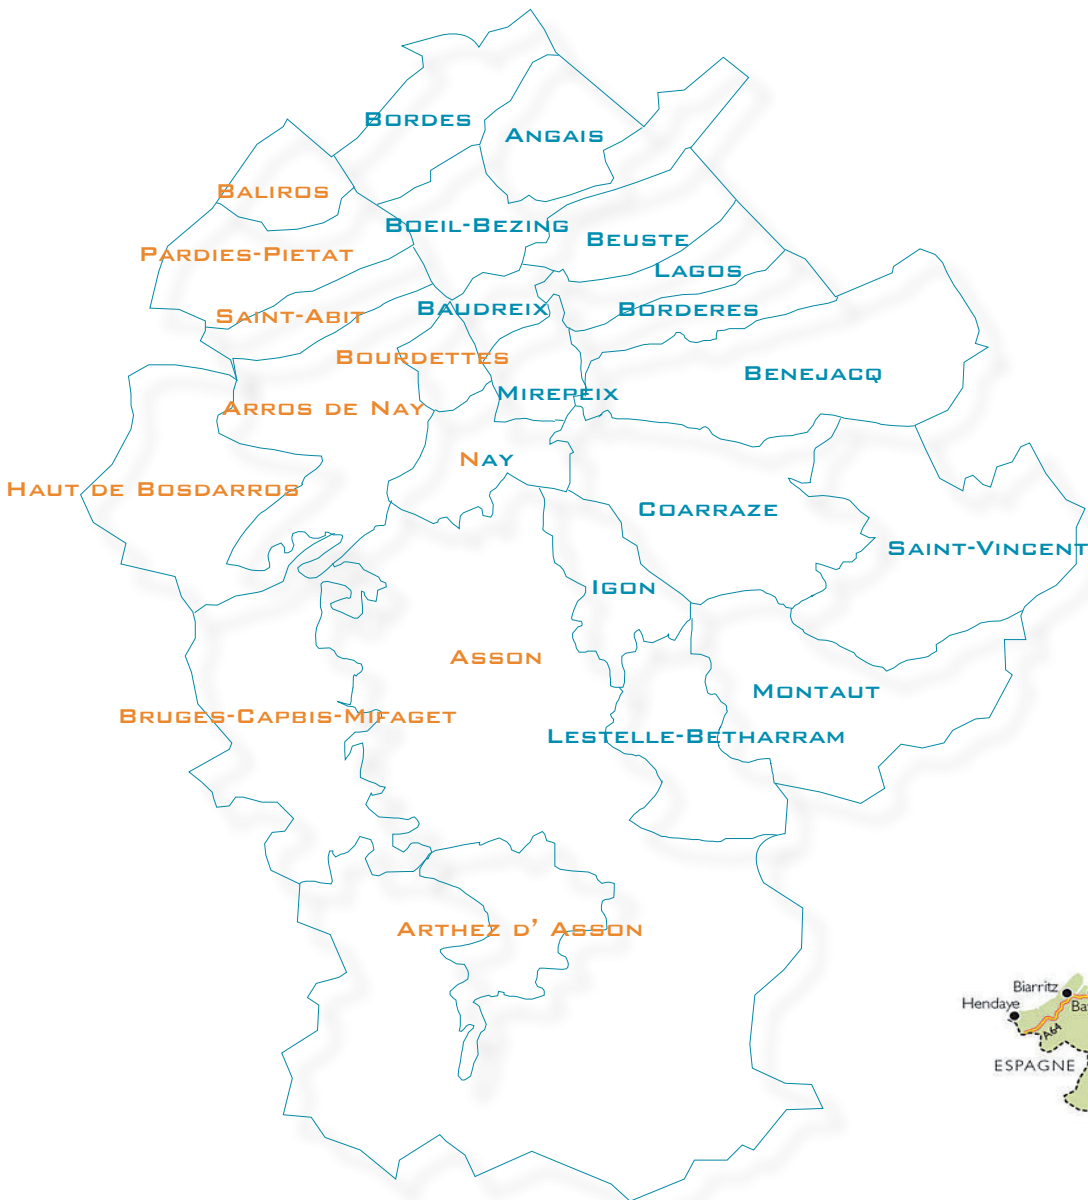 Bordes
Angais
Baliros
Boeil-Bezing
Beuste
Pardies-Pietat
Lagos
Saint-Abit
Baudreix
Borderes
Bourdettes
Benejacq
Mirepeix
Arros de Nay
Nay
Haut de Bosdarros
Coarraze
Saint-Vincent
Igon
Asson
Montaut
Bruges-Capbis-Mifaget
Lestelle-Betharram
Arthez d' Asson
Biarritz
Hendaye
Ba
A64
ESPAGNE